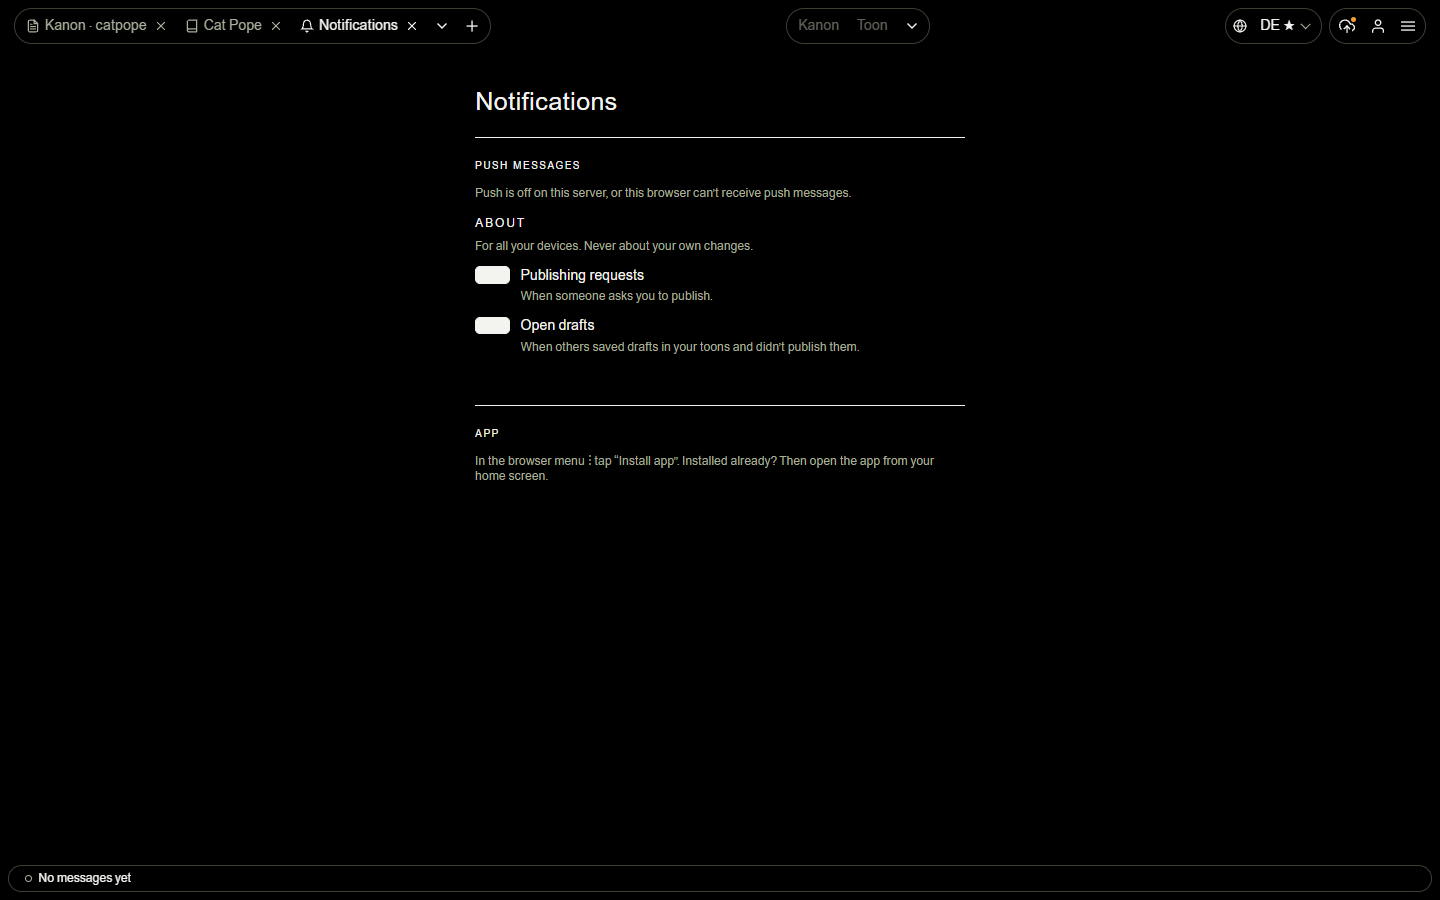 Kanon - catpope
Cat Pope
Notifications
Kanon
Toon
DE ★
Notifications
PUSH MESSAGES
Push is off on this server, or this browser can't receive push messages.
ABOUT
For all your devices. Never about your own changes.
Publishing requests
When someone asks you to publish.
Open drafts
When others saved drafts in your toons and didn't publish them.
APP
In the browser menu ⋮ tap “Install app”. Installed already? Then open the app from your
home screen.
No messages yet